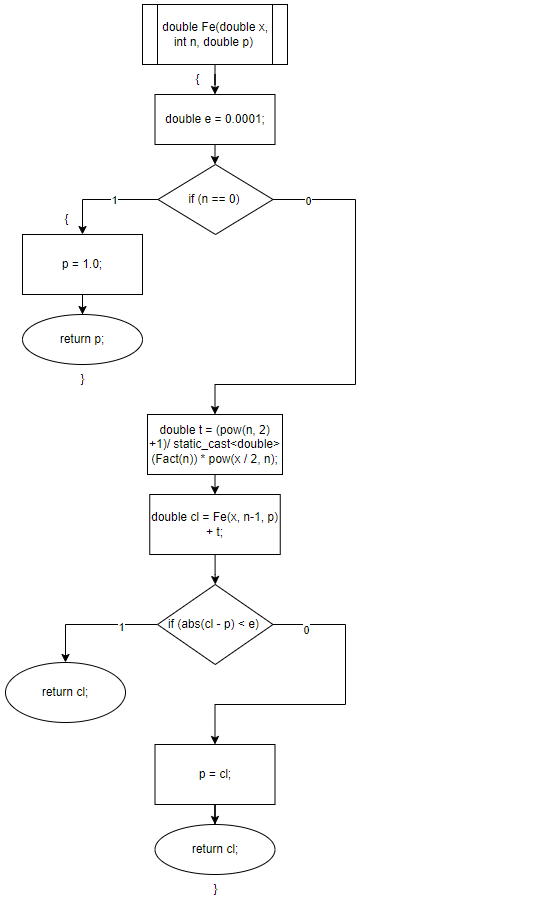 double Fe(double x,
int n, double p)
{
double e = 0.0001;
if (n == 0)
1
0
{
p = 1.0;
return p;
}
double t = (pow(n, 2)
+1)/ static_cast<double>
(Fact(n)) * pow(x / 2, n);
double cl = Fe(x, n-1, p)
+ t;
if (abs(cl - p) < e)
1
0
return cl;
p = cl;
return cl;
}